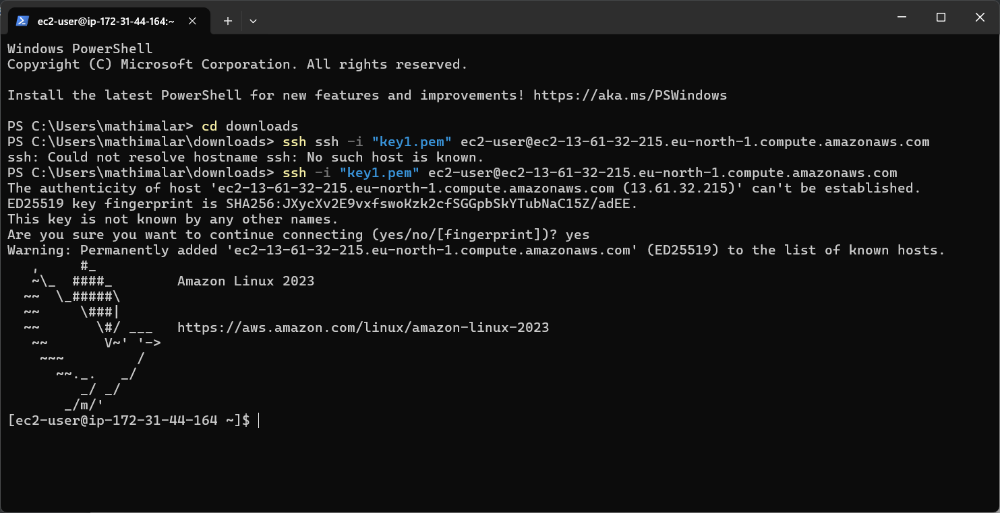 ec2-user@ip-172-31-44-164:~
Windows PowerShell
Copyright (C) Microsoft Corporation. All rights reserved.
Install the latest PowerShell for new features and improvements! https://aka.ms/PSWindows
PS C:\Users\mathimalar> cd downloads
PS C:\Users\mathimalar\downloads> ssh ssh -i "key1.pem" ec2-user@ec2-13-61-32-215.eu-north-1.compute.amazonaws.com
ssh: Could not resolve hostname ssh: No such host is known.
PS C:\Users\mathimalar\downloads> ssh -i "key1.pem" ec2-user@ec2-13-61-32-215.eu-north-1.compute.amazonaws.com
The authenticity of host 'ec2-13-61-32-215.eu-north-1.compute.amazonaws.com (13.61.32.215)' can't be established.
ED25519 key fingerprint is SHA256:JXycXv2E9vxfswoKzk2cfSGGpbSkYTubNaC15Z/adEE.
This key is not known by any other names.
Are you sure you want to continue connecting (yes/no/[fingerprint])? yes
Warning: Permanently added 'ec2-13-61-32-215.eu-north-1.compute.amazonaws.com' (ED25519) to the list of known hosts.
   ,     #_
   ~\_  ####_        Amazon Linux 2023
  ~~  \_#####\
  ~~     \###|
  ~~       \#/ ___   https://aws.amazon.com/linux/amazon-linux-2023
   ~~       V~' '->
    ~~~         /
      ~~._.   _/
         _/ _/
       _/m/'
[ec2-user@ip-172-31-44-164 ~]$